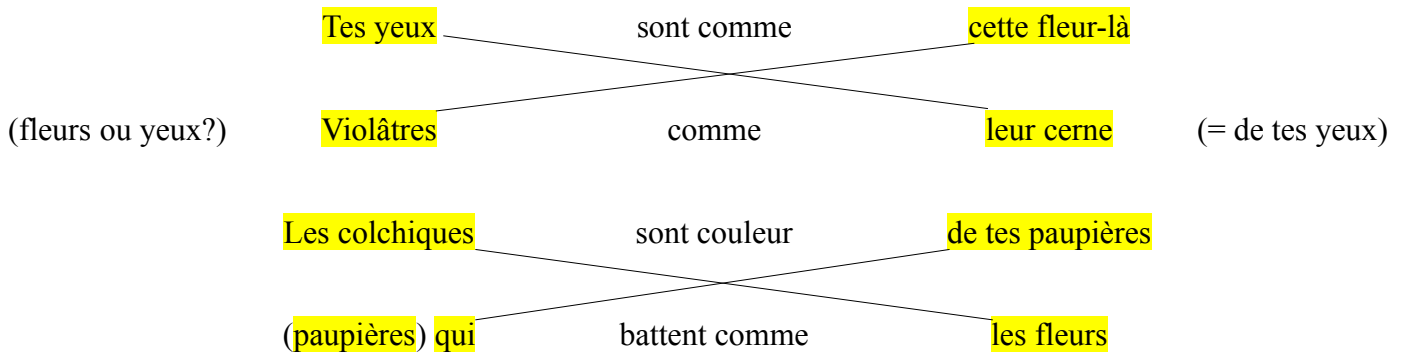 Tes yeux sont comme cette fleur-là
(fleurs ou yeux?) Violâtres comme leur cerne (= de tes yeux)
Les colchiques sont couleur de tes paupières
(paupières) qui battent comme les fleurs